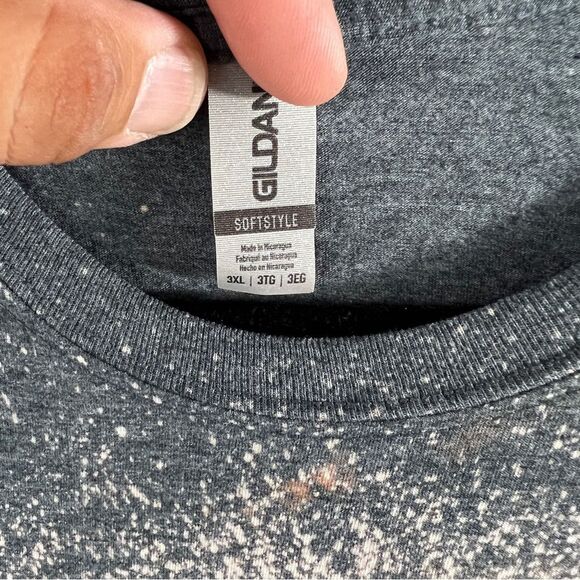 GILDAN
SOFTSTYLE
Made in Nicaragua
Fabriqué au Nicaragua
Hecho en Nicaragua
3XL | 3TG | 3EG